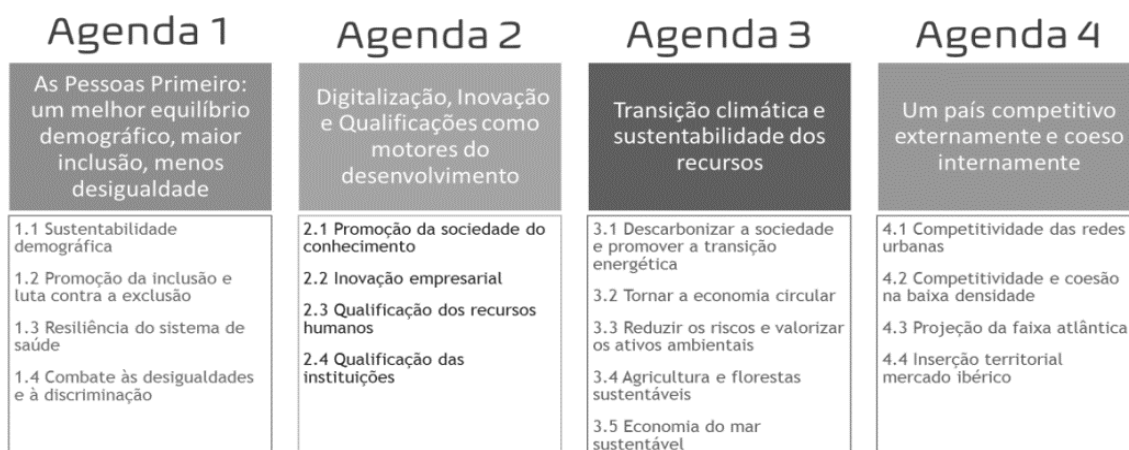 Agenda 1
As Pessoas Primeiro:
um melhor equilíbrio
demográfico, maior
inclusão, menos
desigualdade
1.1 Sustentabilidade
demográfica
1.2 Promoção da inclusão e
luta contra a exclusão
1.3 Resiliência do sistema de
saúde
1.4 Combate às desigualdades
e à discriminação
Agenda 2
Digitalização, Inovação
e Qualificações como
motores do
desenvolvimento
2.1 Promoção da sociedade do
conhecimento
2.2 Inovação empresarial
2.3 Qualificação dos recursos
humanos
2.4 Qualificação das
instituições
Agenda 3
Transição climática e
sustentabilidade dos
recursos
3.1 Descarbonizar a sociedade
e promover a transição
energética
3.2 Tornar a economia circular
3.3 Reduzir os riscos e valorizar
os ativos ambientais
3.4 Agricultura e florestas
sustentáveis
3.5 Economia do mar
sustentável
Agenda 4
Um país competitivo
externamente e coeso
internamente
4.1 Competitividade das redes
urbanas
4.2 Competitividade e coesão
na baixa densidade
4.3 Projeção da faixa atlântica
4.4 Inserção territorial
mercado ibérico